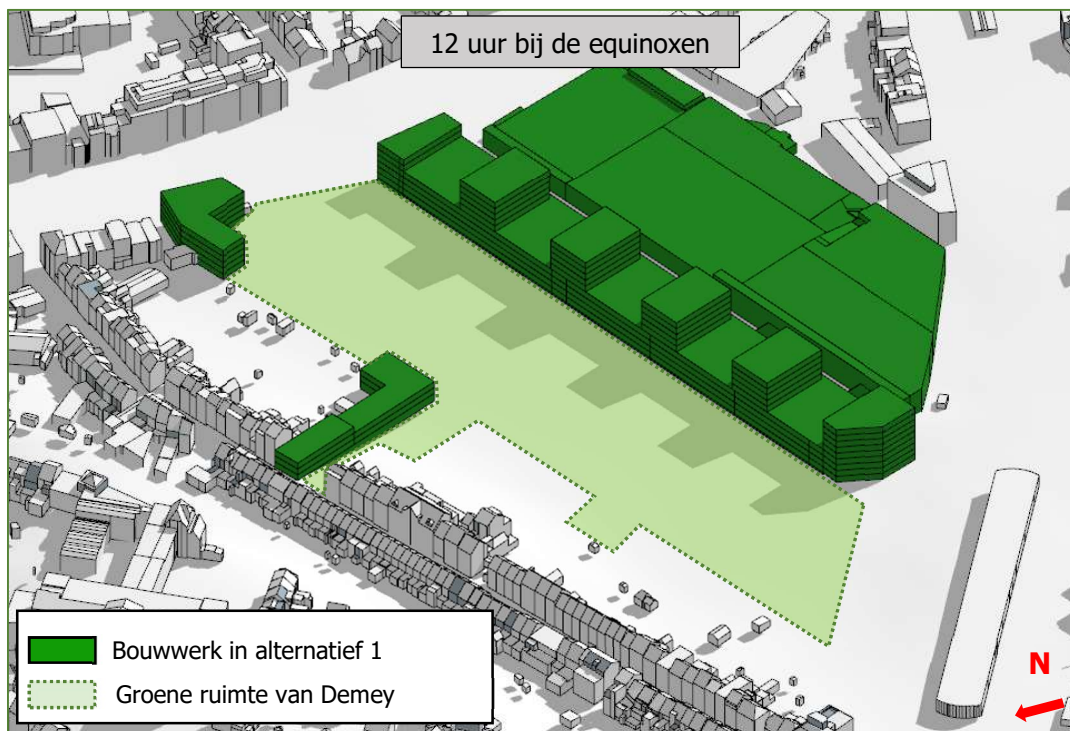 12 uur bij de equinoxen
Bouwwerk in alternatief 1
Groene ruimte van Demey
N